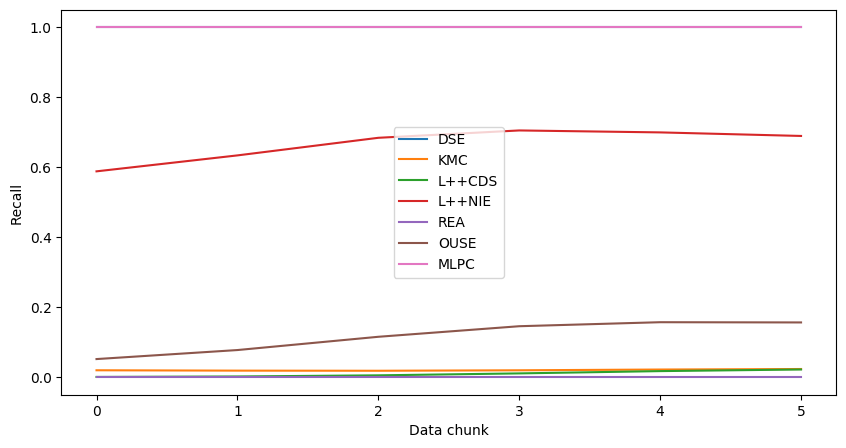 1.0
0.8
0.6
0.4
0.2
0.0
Recall
DSE
KMC
L++CDS
L++NIE
REA
OUSE
MLPC
0 1 2 3 4 5
Data chunk